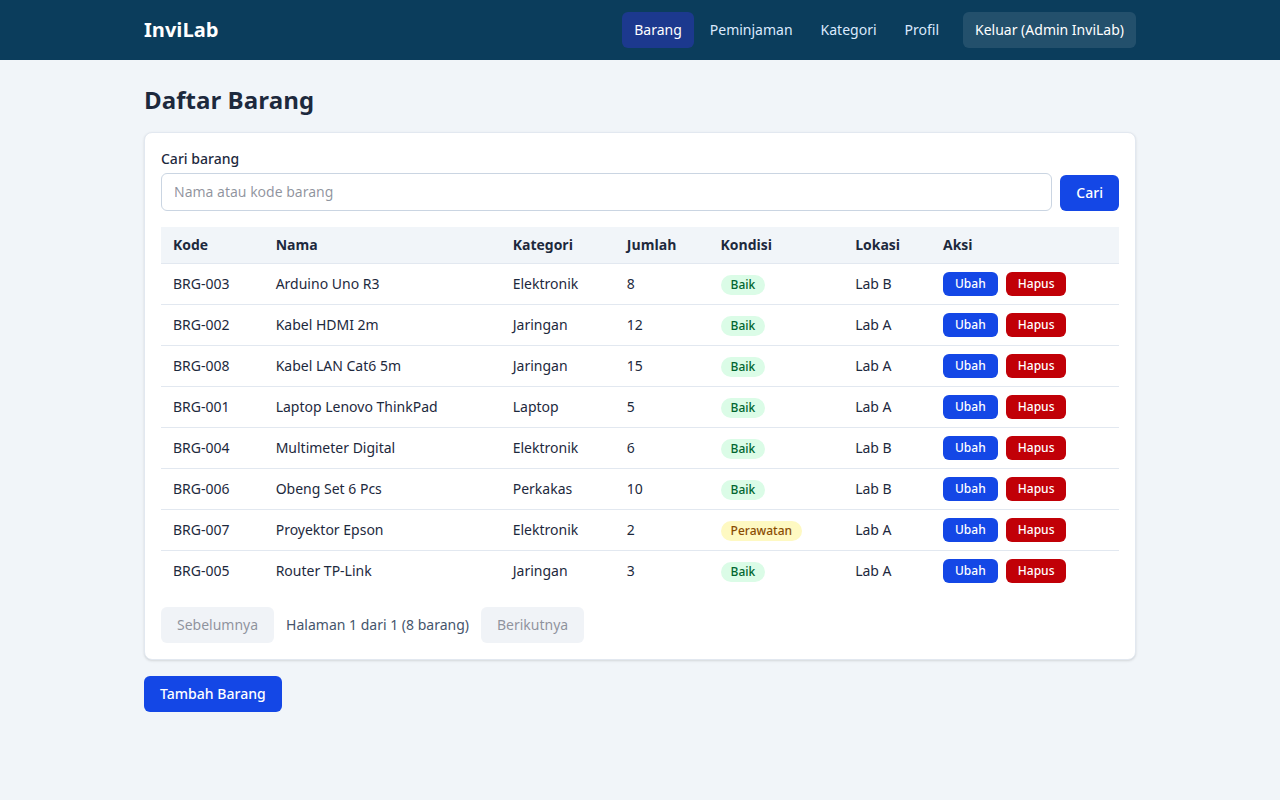 InviLab Barang Peminjaman Kategori Profil Keluar (Admin InviLab)
Daftar Barang
Cari barang
Nama atau kode barang Cari
Kode Nama Kategori Jumlah Kondisi Lokasi Aksi
BRG-003 Arduino Uno R3 Elektronik 8 Baik Lab B Ubah Hapus
BRG-002 Kabel HDMI 2m Jaringan 12 Baik Lab A Ubah Hapus
BRG-008 Kabel LAN Cat6 5m Jaringan 15 Baik Lab A Ubah Hapus
BRG-001 Laptop Lenovo ThinkPad Laptop 5 Baik Lab A Ubah Hapus
BRG-004 Multimeter Digital Elektronik 6 Baik Lab B Ubah Hapus
BRG-006 Obeng Set 6 Pcs Perkakas 10 Baik Lab B Ubah Hapus
BRG-007 Proyektor Epson Elektronik 2 Perawatan Lab A Ubah Hapus
BRG-005 Router TP-Link Jaringan 3 Baik Lab A Ubah Hapus
Sebelumnya Halaman 1 dari 1 (8 barang) Berikutnya
Tambah Barang